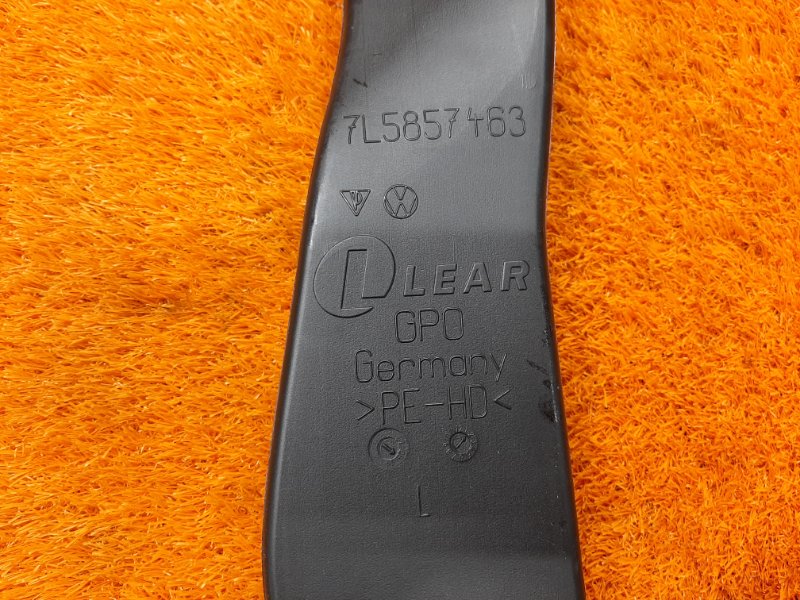 7L5857463
LEAR
GPO
Germany
>PE-HD<
L